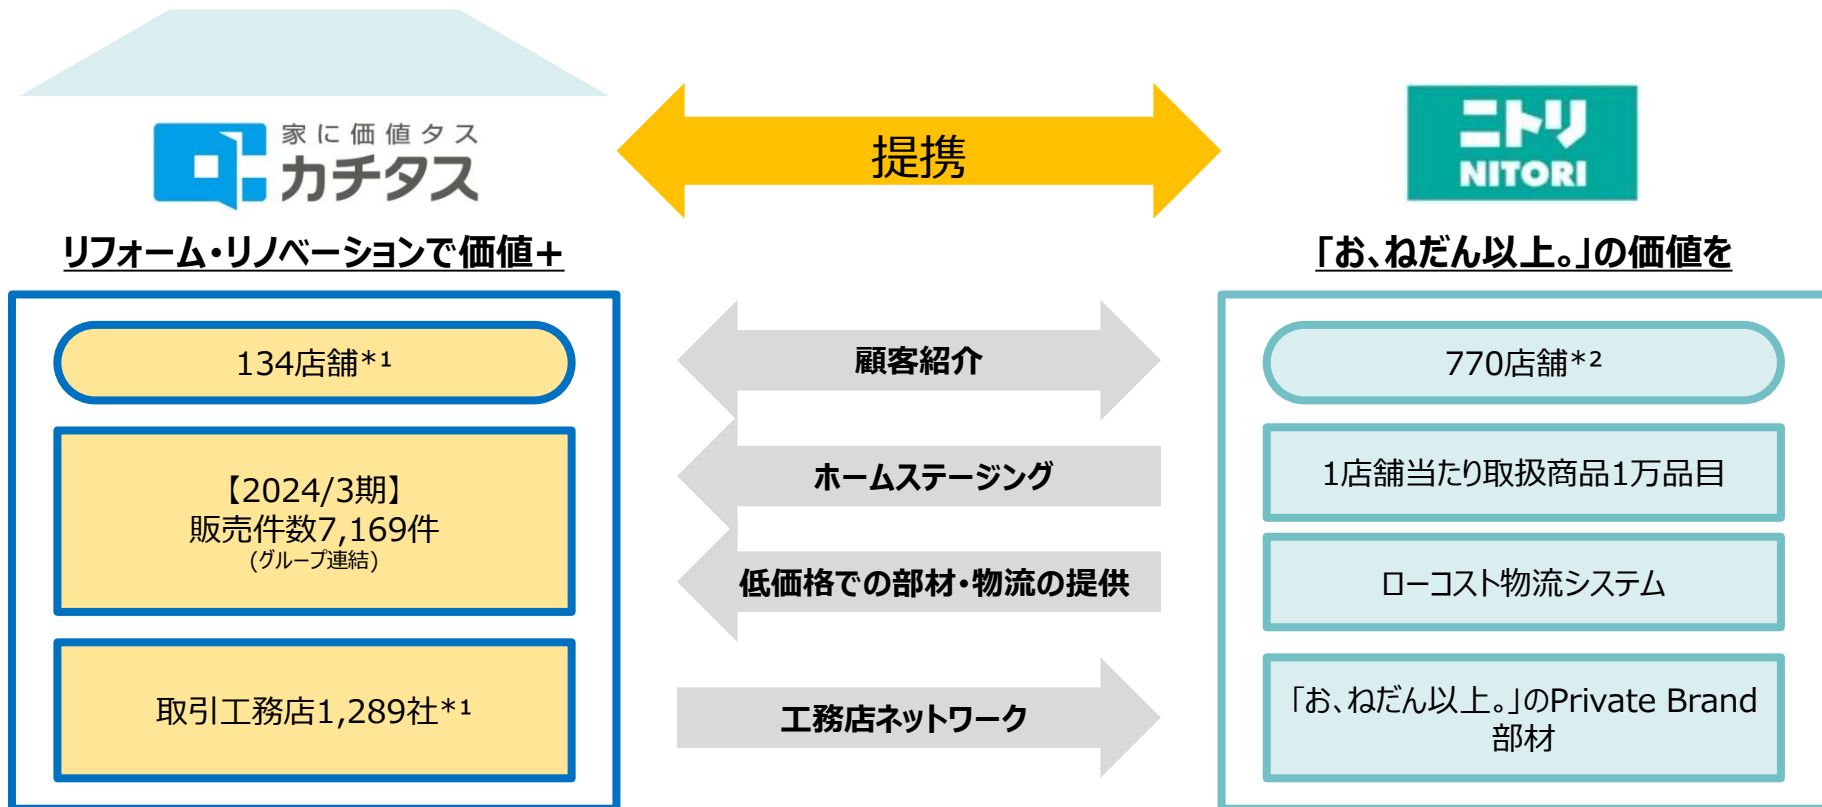 家に価値タス
カチタス
提携
ニトリ
NITORI
リフォーム・リノベーションで価値+
「お、ねだん以上。」の価値を
134店舗*1
【2024/3期】
販売件数7,169件
(グループ連結)
取引工務店1,289社*1
顧客紹介
ホームステージング
低価格での部材・物流の提供
工務店ネットワーク
770店舗*2
1店舗当たり取扱商品1万品目
ローコスト物流システム
「お、ねだん以上。」のPrivate Brand
部材